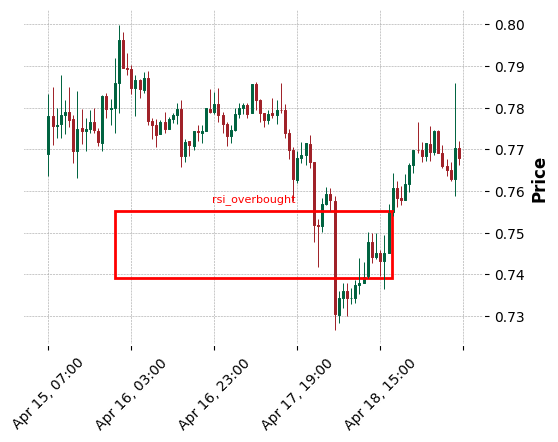 0.80
0.79
0.78
0.77
0.76
0.75
0.74
0.73
Price
rsi_overbought
Apr 15, 07:00
Apr 16, 03:00
Apr 16, 23:00
Apr 17, 19:00
Apr 18, 15:00